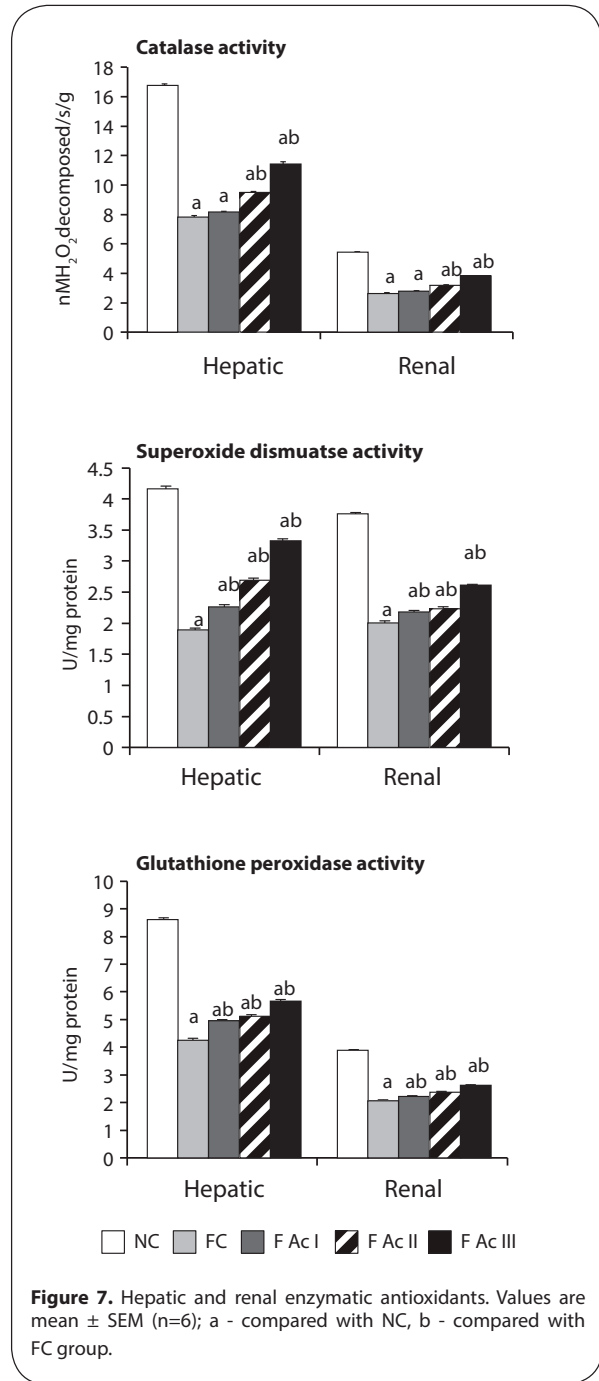 Catalase activity
nMH₂O₂decomposed/s/g
18
16
14
12
10
8
6
4
2
0
a a ab ab
a a ab ab
Hepatic Renal
Superoxide dismuatse activity
U/mg protein
4.5
4
3.5
3
2.5
2
1.5
1
0.5
0
a ab ab ab
a ab ab ab
Hepatic Renal
Glutathione peroxidase activity
U/mg protein
10
9
8
7
6
5
4
3
2
1
0
a ab ab ab
a ab ab ab
Hepatic Renal
NC FC F Ac I F Ac II F Ac III
Figure 7. Hepatic and renal enzymatic antioxidants. Values are
mean ± SEM (n=6); a - compared with NC, b - compared with
FC group.